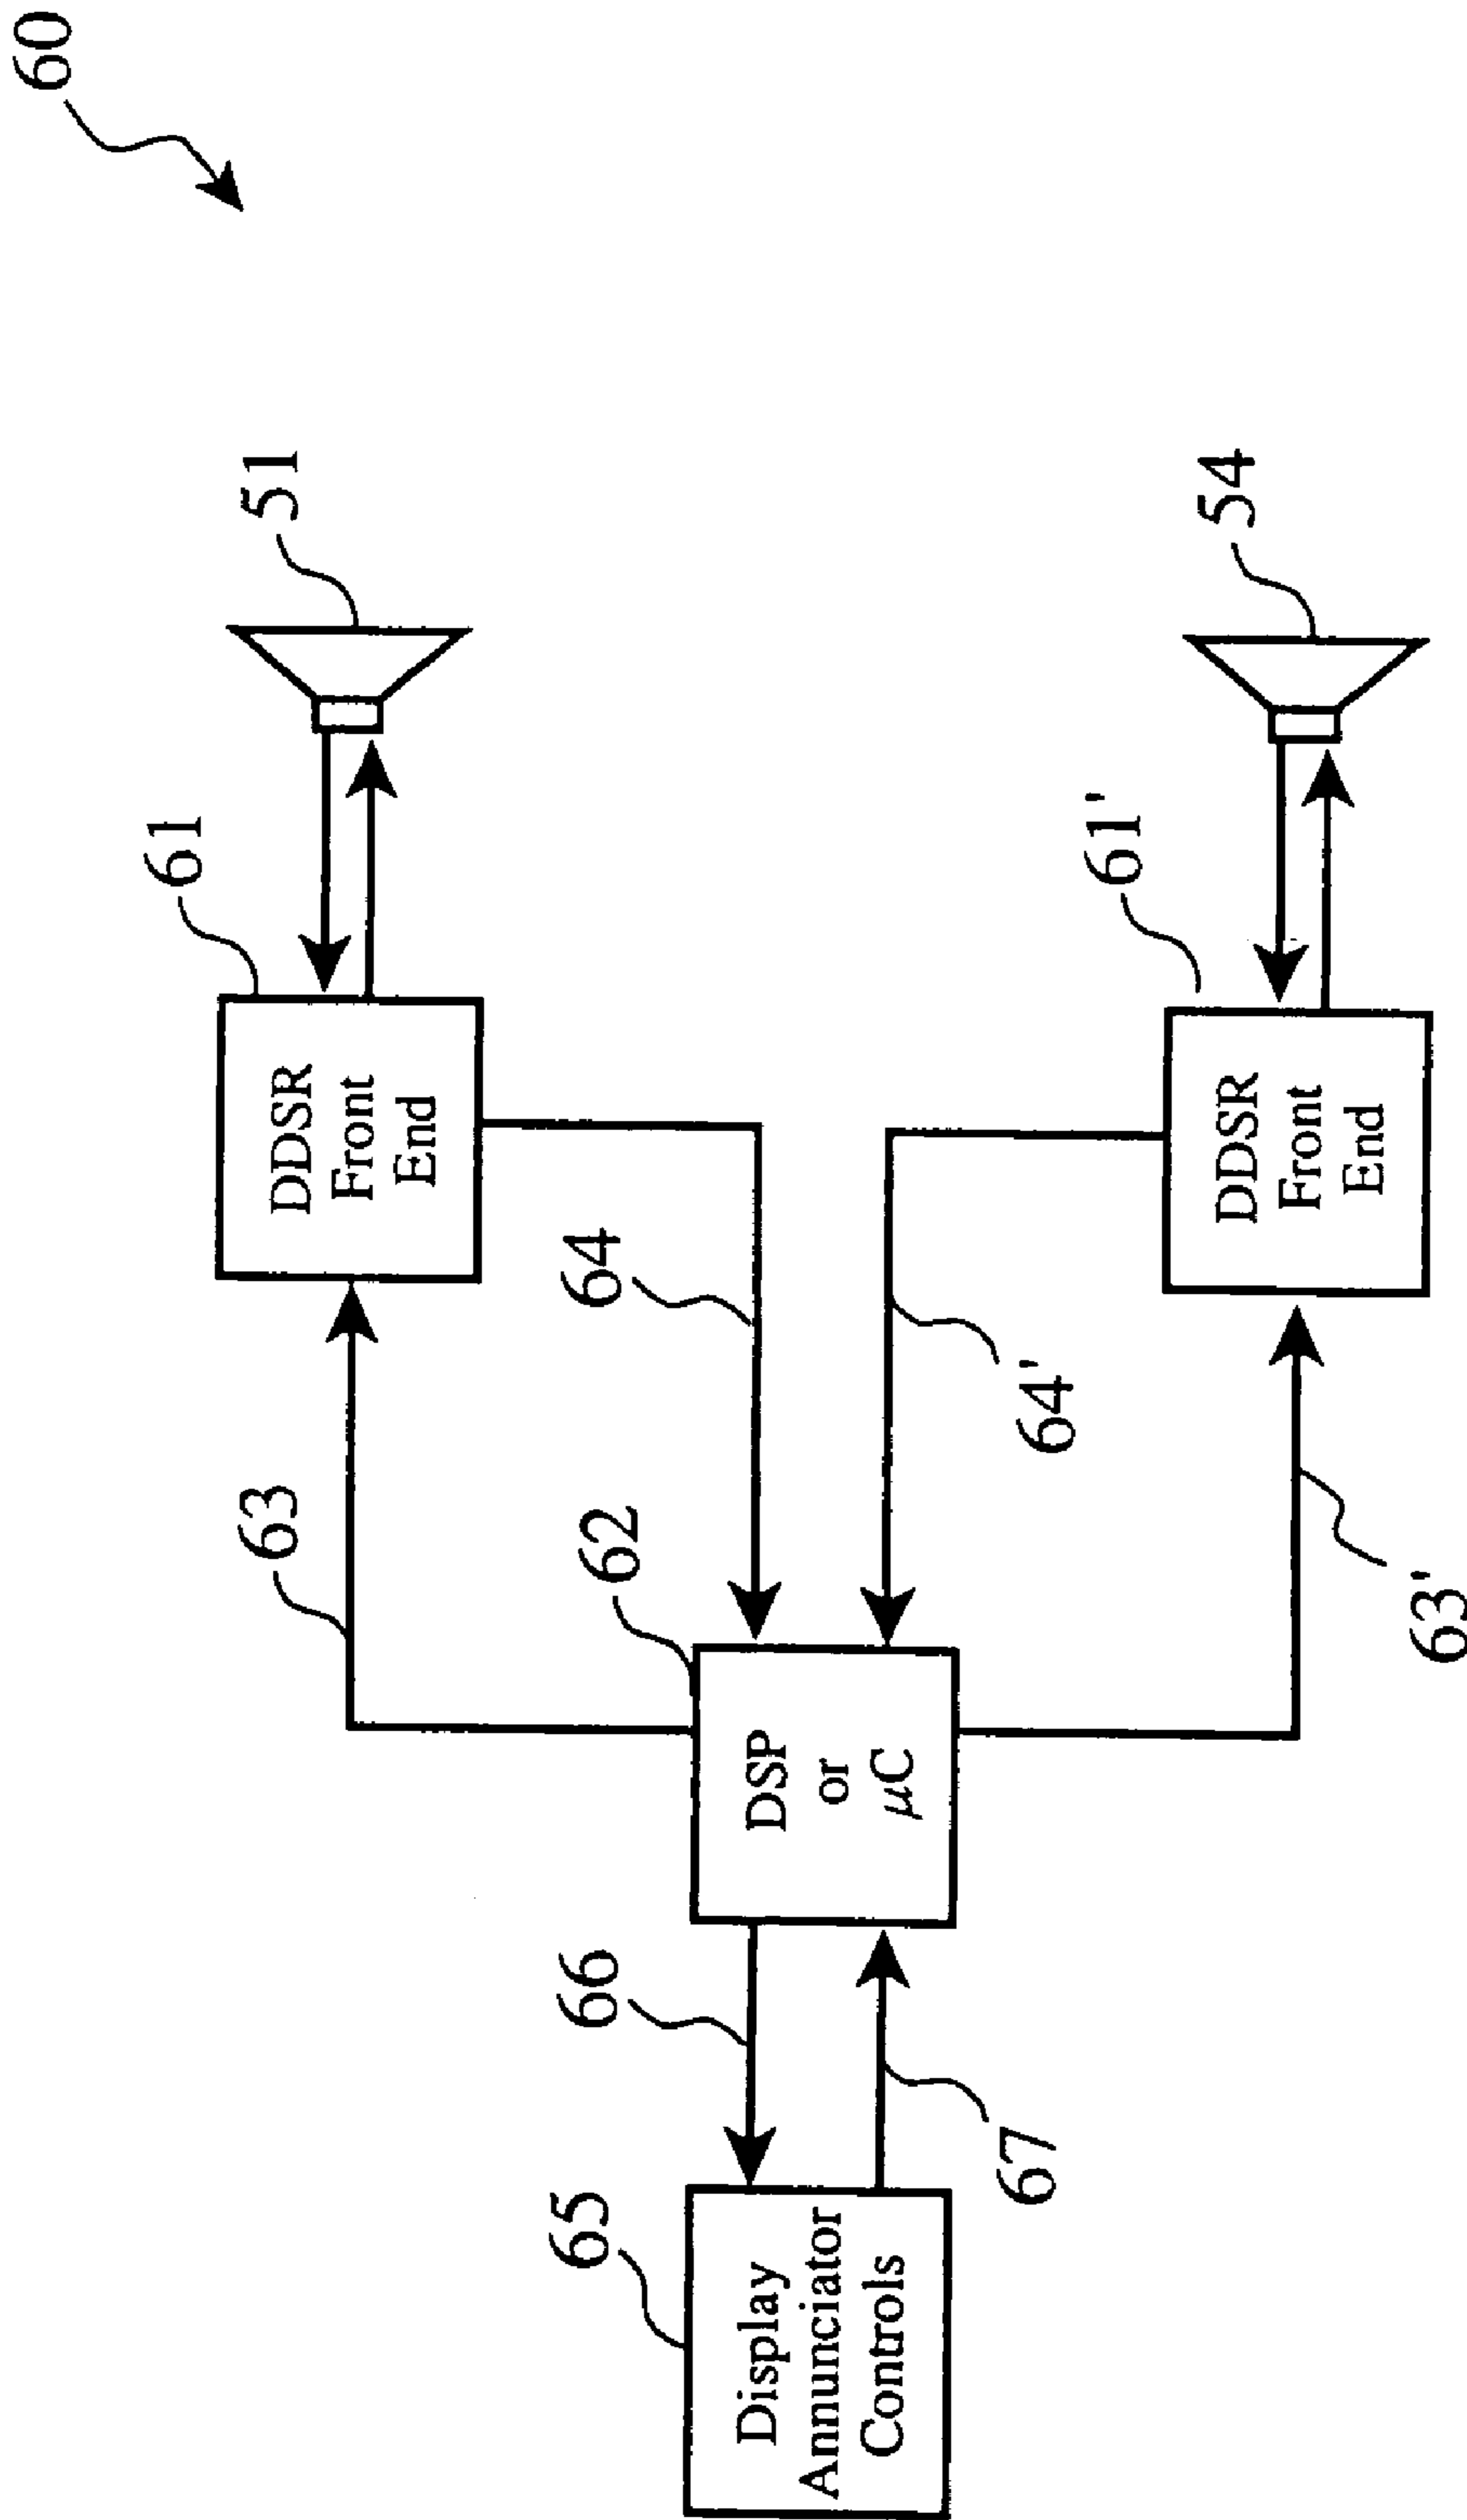 60
51
61
DDSR
Front
End
63
64
62
DSP
or
µC
66
65
Display
Annunciator
Controls
67
54
61'
DDSR
Front
End
64'
63'